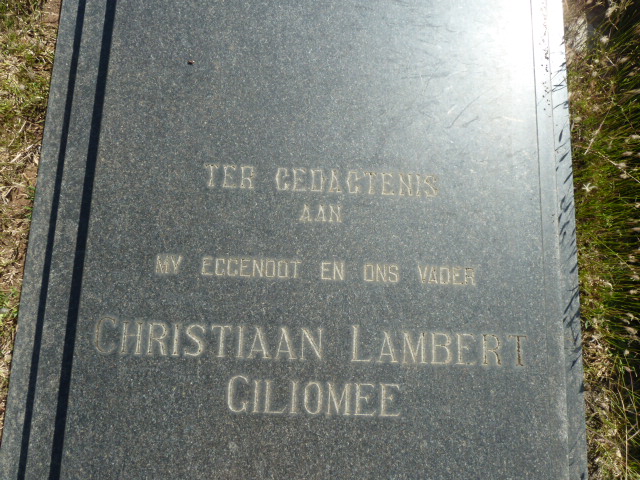 TER GEDAGTENIS
AAN
MY EGGENOOT EN ONS VADER
CHRISTIAAN LAMBERT
GILIOMEE